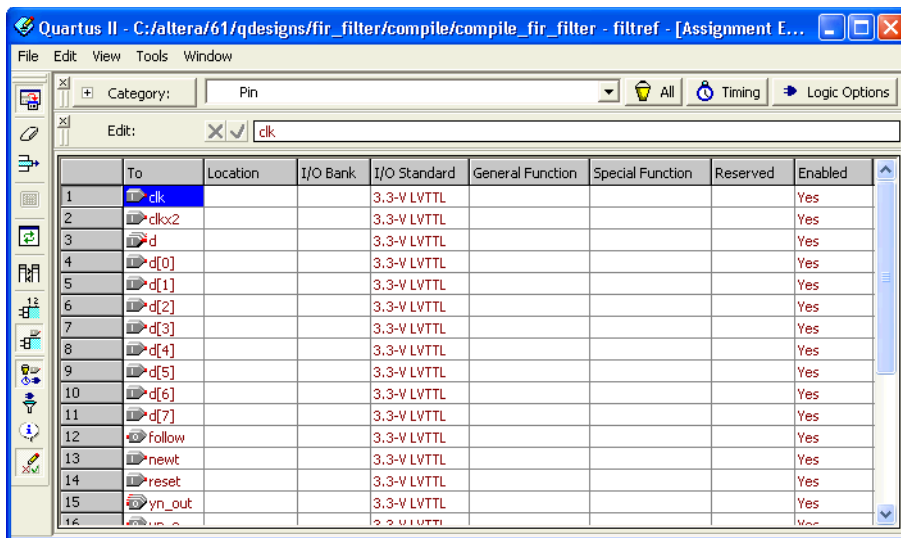 Quartus II - C:/altera/61/qdesigns/fir_filter/compile/compile_fir_filter - filtref - [Assignment E...
File Edit View Tools Window
Category: Pin All Timing Logic Options
Edit: clk
To Location I/O Bank I/O Standard General Function Special Function Reserved Enabled
1 clk 3.3-V LVTTL Yes
2 clkx2 3.3-V LVTTL Yes
3 d 3.3-V LVTTL Yes
4 d[0] 3.3-V LVTTL Yes
5 d[1] 3.3-V LVTTL Yes
6 d[2] 3.3-V LVTTL Yes
7 d[3] 3.3-V LVTTL Yes
8 d[4] 3.3-V LVTTL Yes
9 d[5] 3.3-V LVTTL Yes
10 d[6] 3.3-V LVTTL Yes
11 d[7] 3.3-V LVTTL Yes
12 follow 3.3-V LVTTL Yes
13 newt 3.3-V LVTTL Yes
14 reset 3.3-V LVTTL Yes
15 yn_out 3.3-V LVTTL Yes
16 3.3-V LVTTL Yes